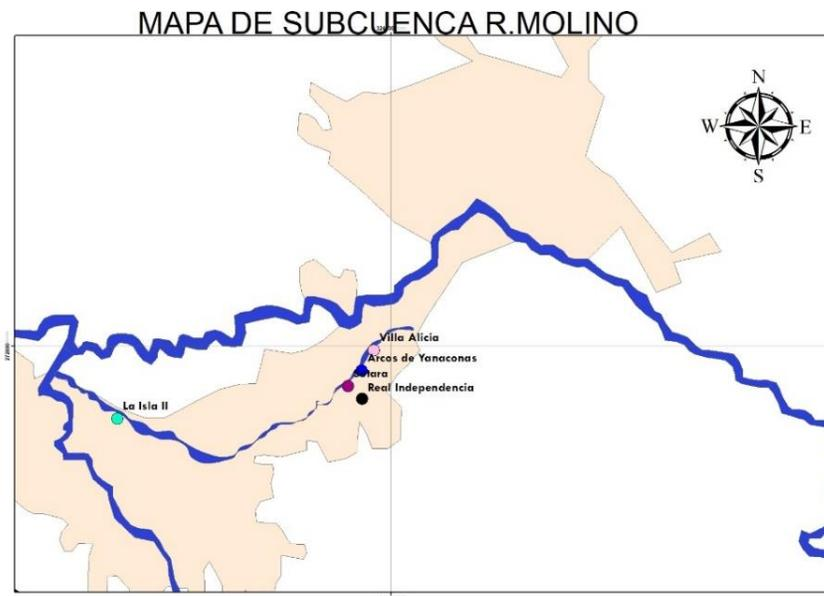 MAPA DE SUBCUENCA R.MOLINO
N
W E
S
Villa Alicia
Arcos de Yanaconas
Real Independencia
La Isla II